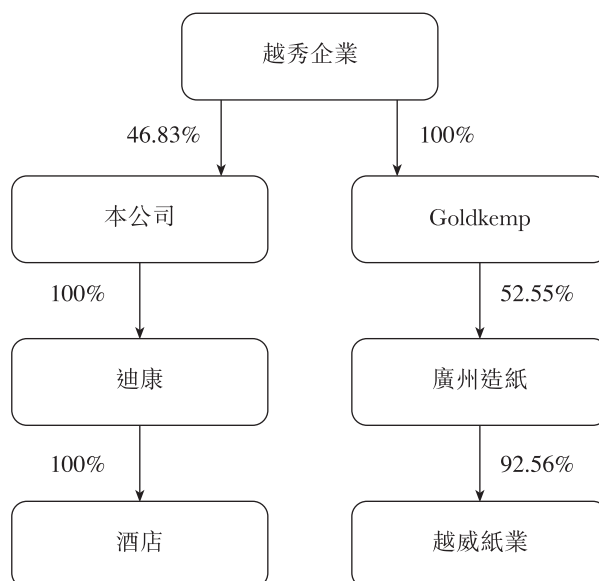 越秀企業
46.83%
100%
本公司
Goldkemp
100%
52.55%
迪康
廣州造紙
100%
92.56%
酒店
越威紙業